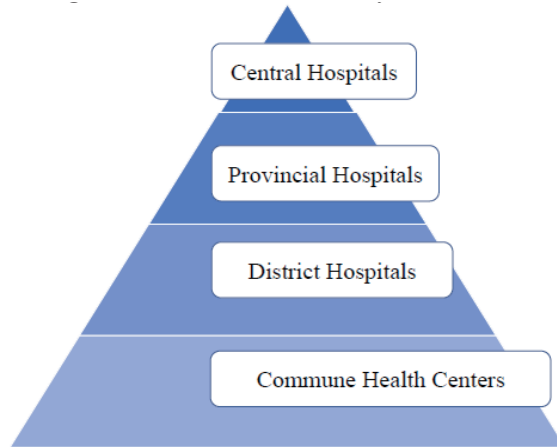 Central Hospitals
Provincial Hospitals
District Hospitals
Commune Health Centers